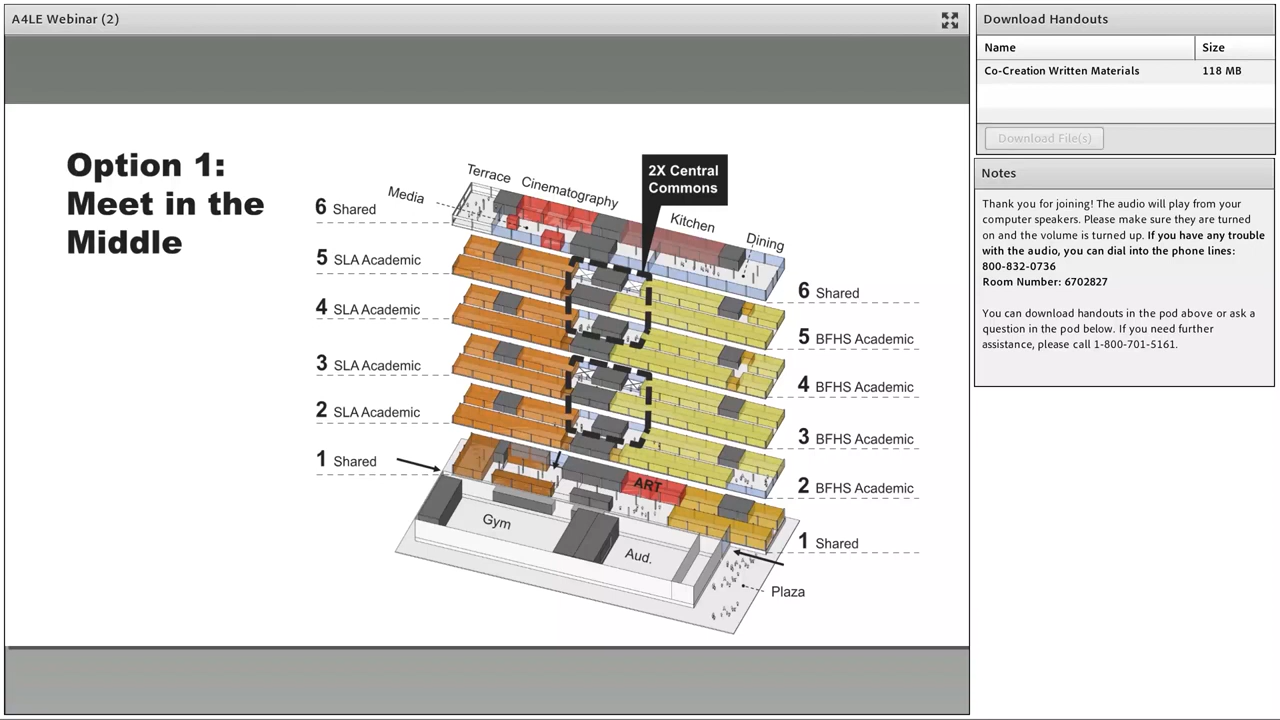 A4LE Webinar (2)
Option 1:
Meet in the
Middle
2X Central
Commons
Terrace
Cinematography
Media
Kitchen
Dining
6 Shared
5 SLA Academic
4 SLA Academic
3 SLA Academic
2 SLA Academic
1 Shared
6 Shared
5 BFHS Academic
4 BFHS Academic
3 BFHS Academic
2 BFHS Academic
1 Shared
ART
Gym
Aud.
Plaza
Download Handouts
Name Size
Co-Creation Written Materials 118 MB
Download File(s)
Notes
Thank you for joining! The audio will play from your
computer speakers. Please make sure they are turned
on and the volume is turned up. If you have any trouble
with the audio, you can dial into the phone lines:
800-832-0736
Room Number: 6702827
You can download handouts in the pod above or ask a
question in the pod below. If you need further
assistance, please call 1-800-701-5161.